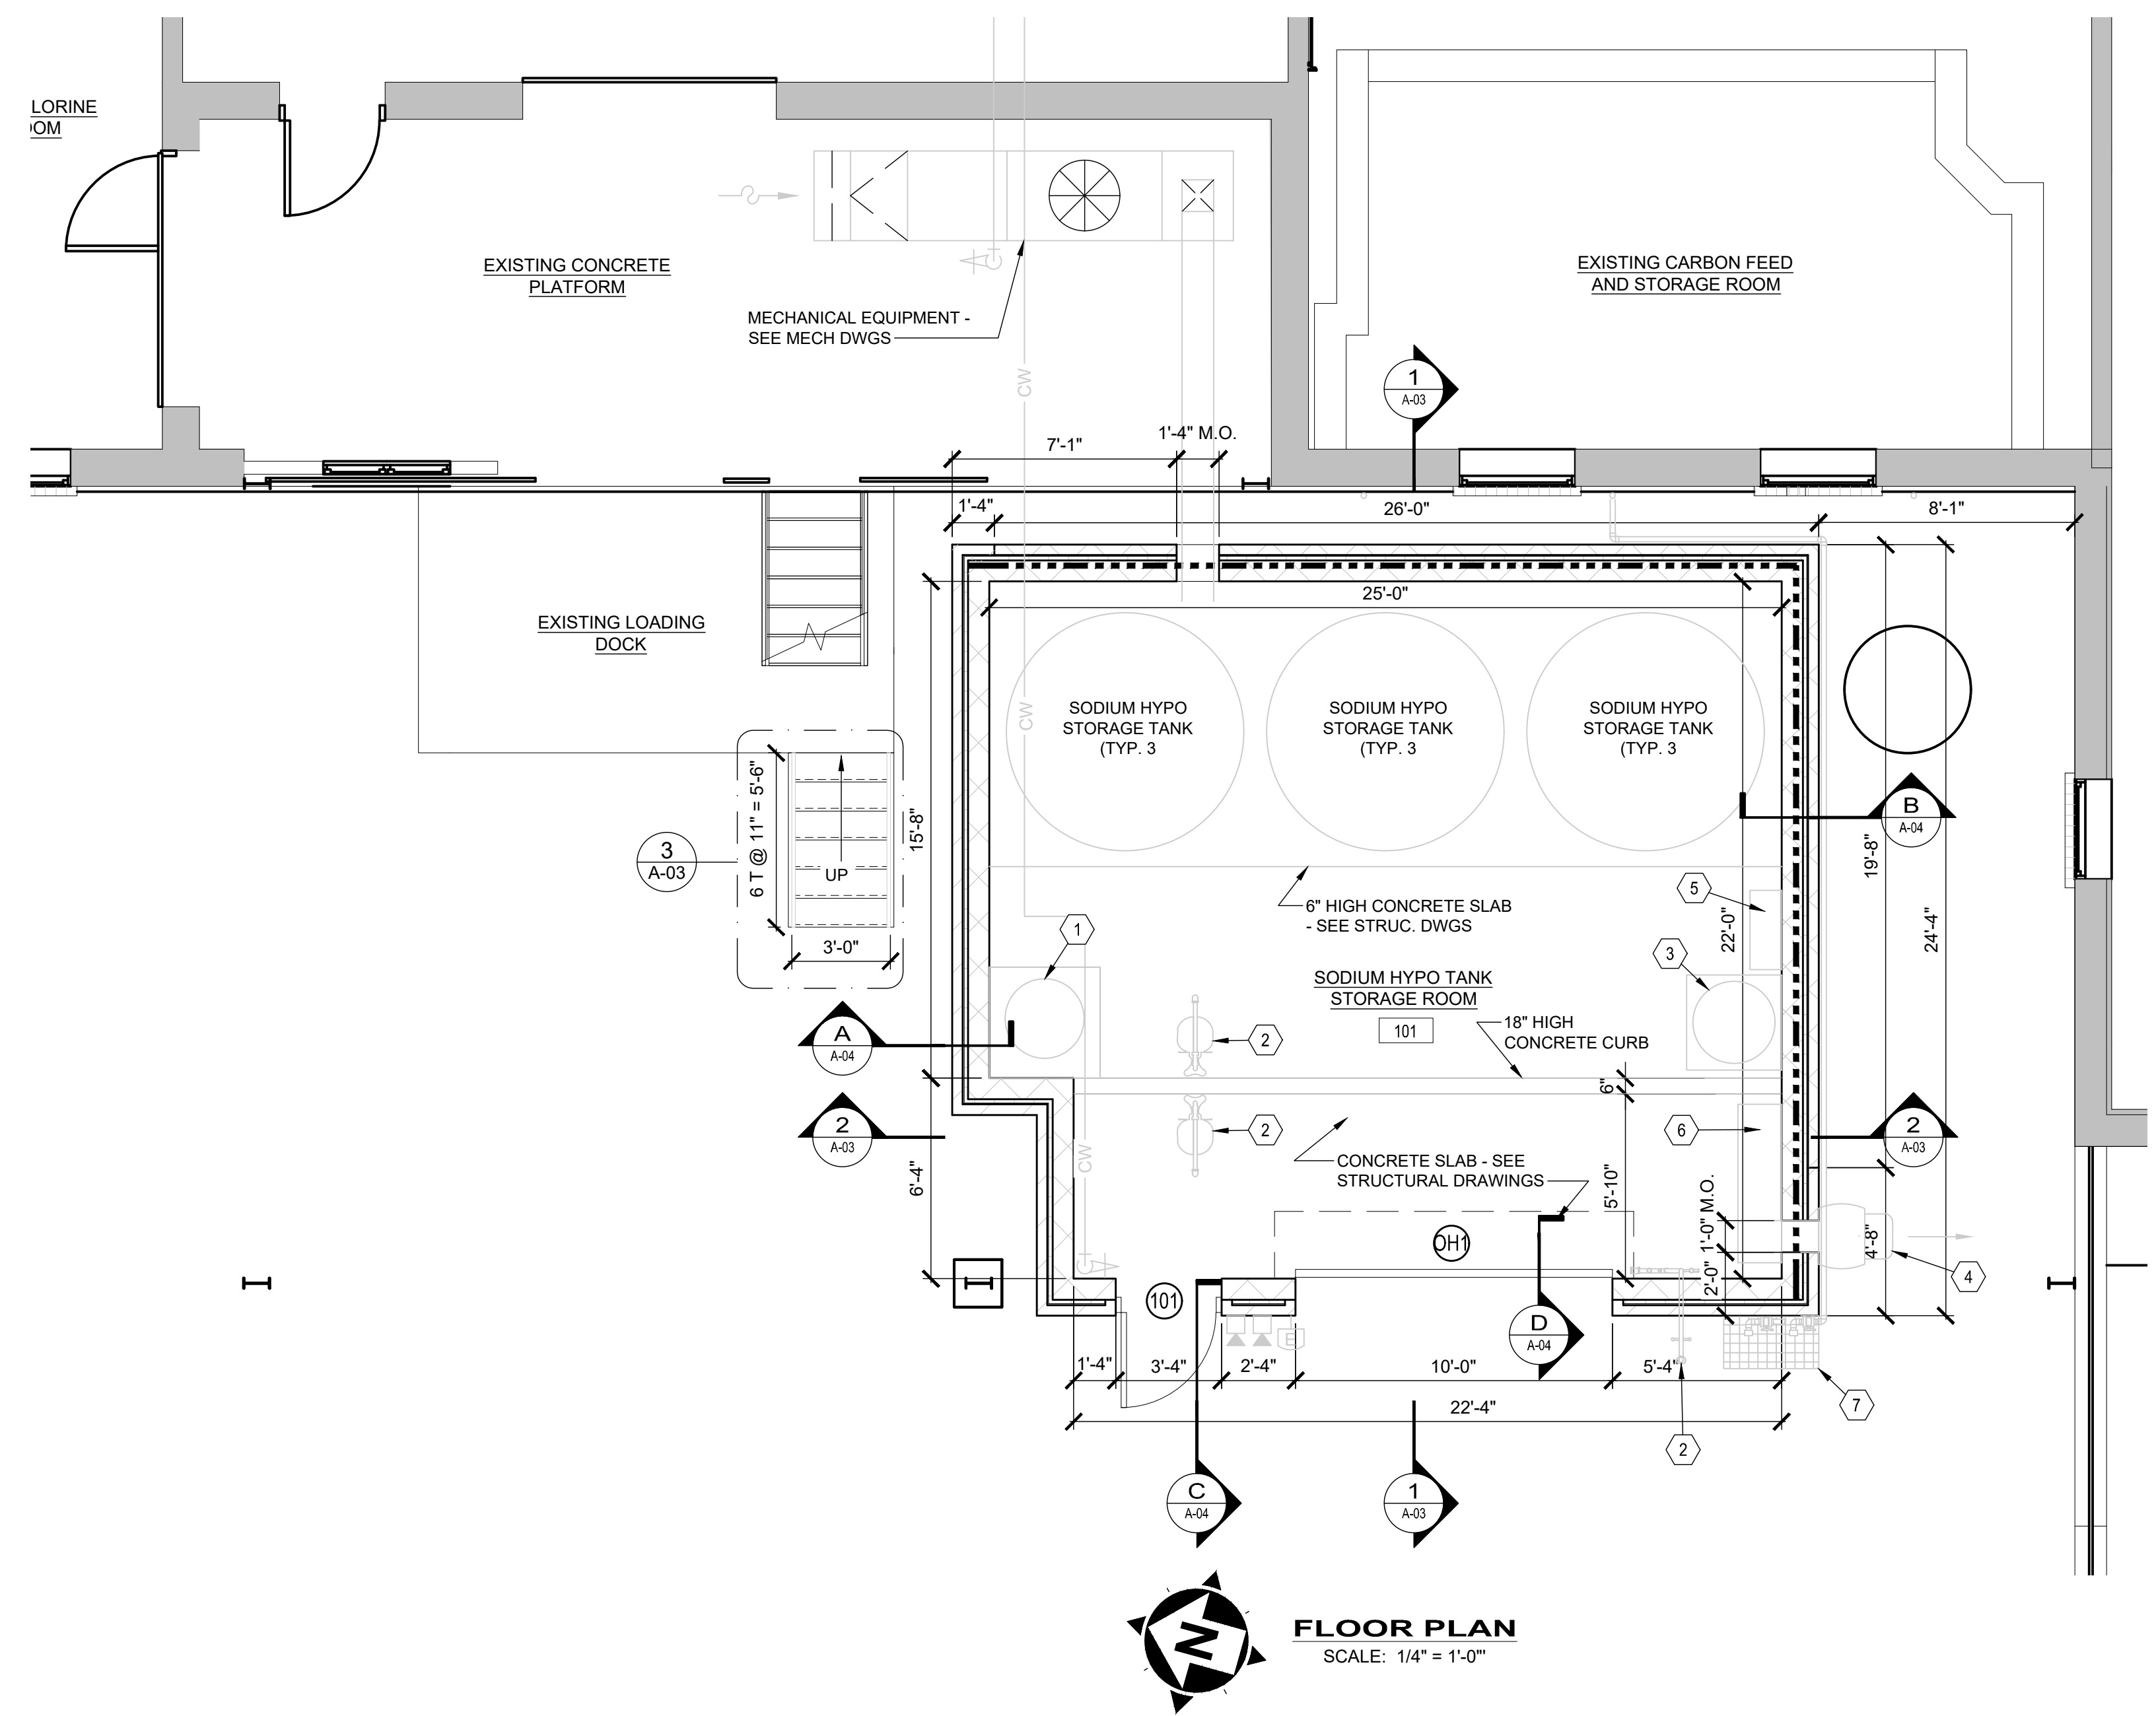 LORINE
OM
EXISTING CONCRETE
PLATFORM
MECHANICAL EQUIPMENT -
SEE MECH DWGS
EXISTING CARBON FEED
AND STORAGE ROOM
CW
1
A-03
7'-1"
1'-4" M.O.
1'-4"
26'-0"
8'-1"
25'-0"
EXISTING LOADING
DOCK
SODIUM HYPO
STORAGE TANK
(TYP. 3
SODIUM HYPO
STORAGE TANK
(TYP. 3
SODIUM HYPO
STORAGE TANK
(TYP. 3
CW
B
A-04
3
A-03
6 T @ 11" = 5'-6"
UP
3'-0"
15'-8"
19'-8"
24'-4"
22'-0"
5
6" HIGH CONCRETE SLAB
- SEE STRUC. DWGS
1
3
SODIUM HYPO TANK
STORAGE ROOM
101
18" HIGH
CONCRETE CURB
A
A-04
2
6"
2
A-03
2
6
2
A-03
CW
CONCRETE SLAB - SEE
STRUCTURAL DRAWINGS
6'-4"
5'-10"
1'-0" M.O.
2'-0"
4'-8"
4
OH1
101
D
A-04
E
1'-4"
3'-4"
2'-4"
10'-0"
5'-4"
7
22'-4"
2
C
A-04
1
A-03
N
FLOOR PLAN
SCALE: 1/4" = 1'-0"'